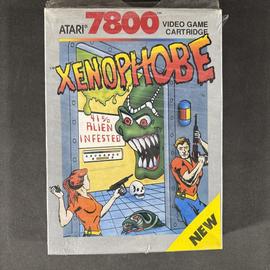 ATARI® 7800 VIDEO GAME
CARTRIDGE
XENOPHOBE
41%
ALIEN
INFESTED
NEW